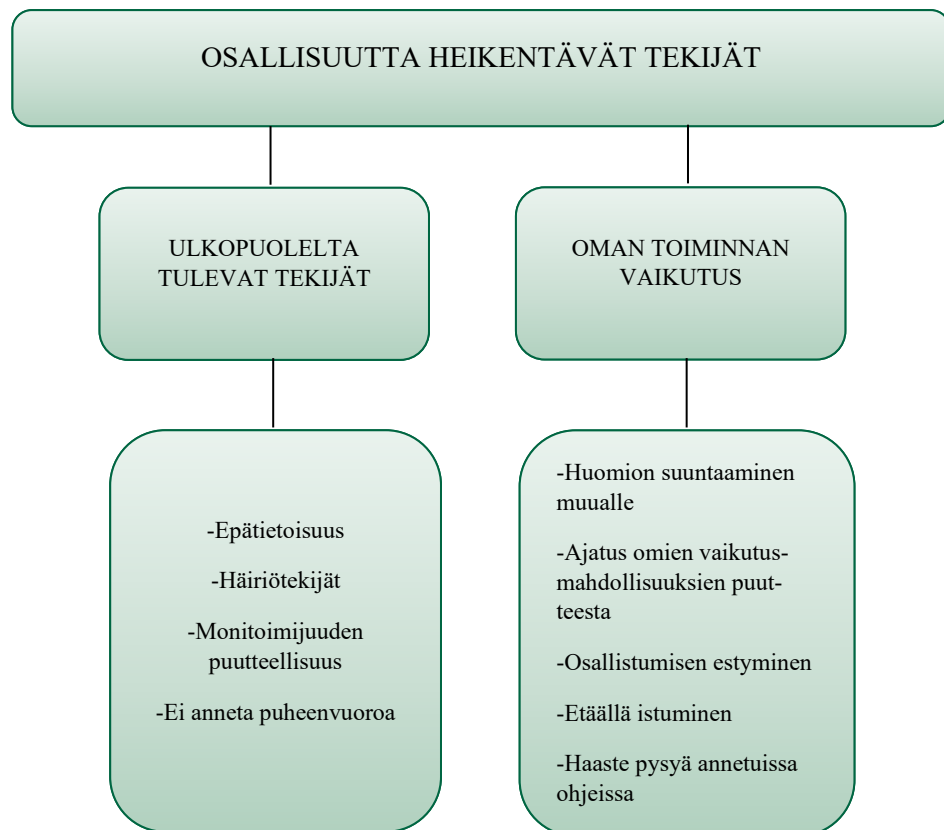 OSALLISUUTTA HEIKENTÄVÄT TEKIJÄT
ULKOPUOLELTA
TULEVAT TEKIJÄT
OMAN TOIMINNAN
VAIKUTUS
-Epätietoisuus
-Häiriötekijät
-Monitoimijuuden
puutteellisuus
-Ei anneta puheenvuoroa
-Huomion suuntaaminen
muualle
-Ajatus omien vaikutus-
mahdollisuuksien puut-
teesta
-Osallistumisen estyminen
-Etäällä istuminen
-Haaste pysyä annetuissa
ohjeissa